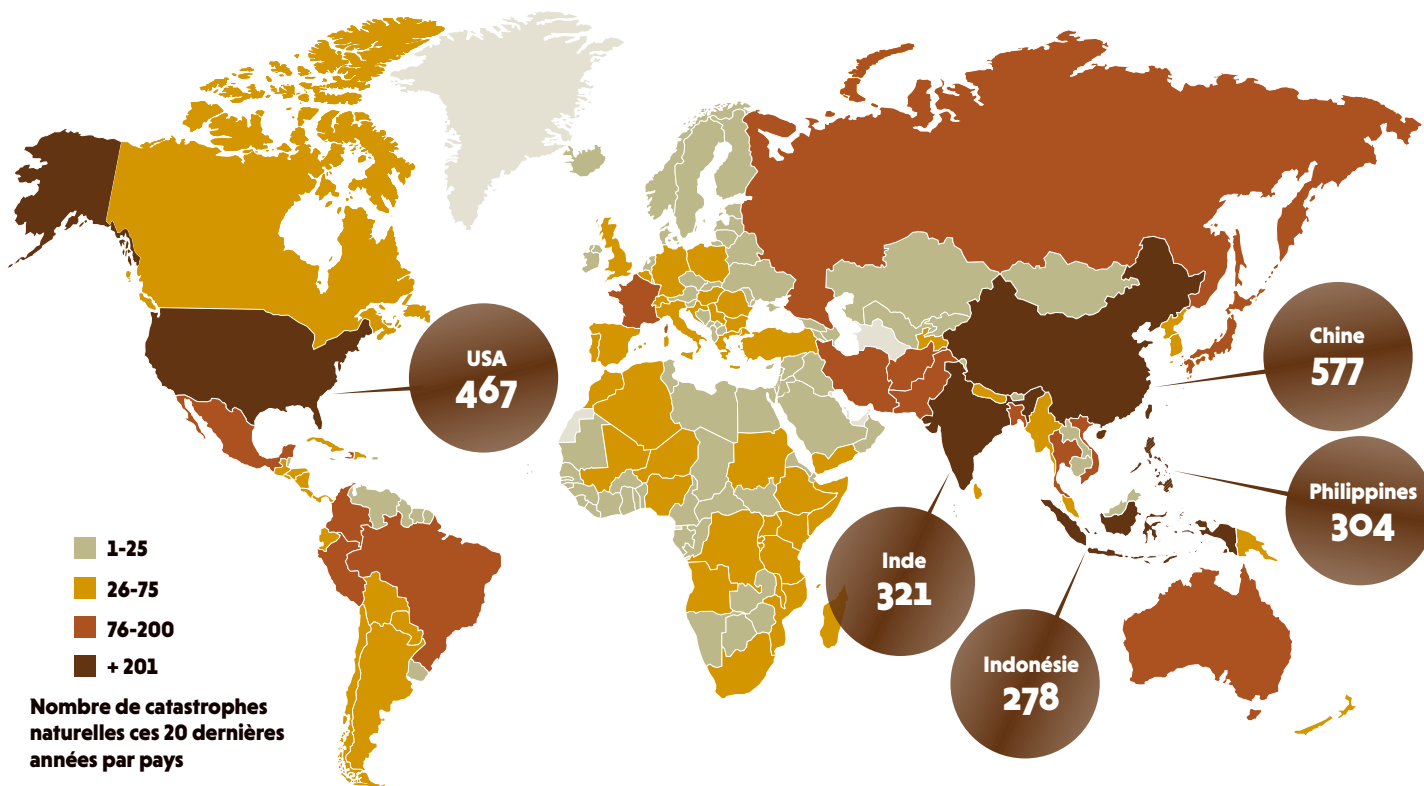 USA
467
Chine
577
Philippines
304
Inde
321
Indonésie
278
1-25
26-75
76-200
+ 201
Nombre de catastrophes
naturelles ces 20 dernières
années par pays